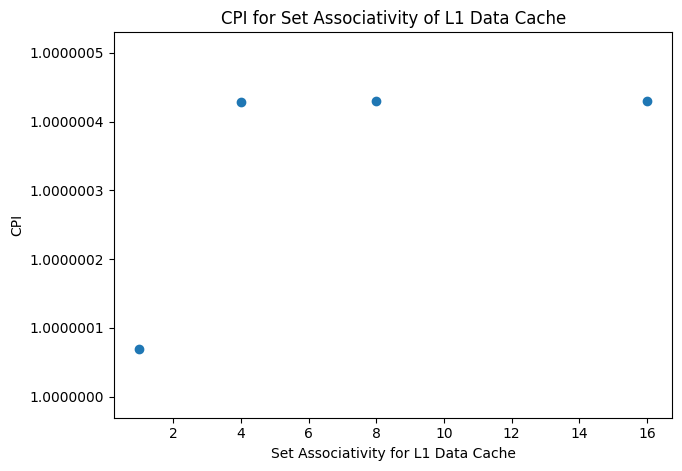 CPI for Set Associativity of L1 Data Cache
1.0000005
1.0000004
1.0000003
1.0000002
1.0000001
1.0000000
CPI
2 4 6 8 10 12 14 16
Set Associativity for L1 Data Cache